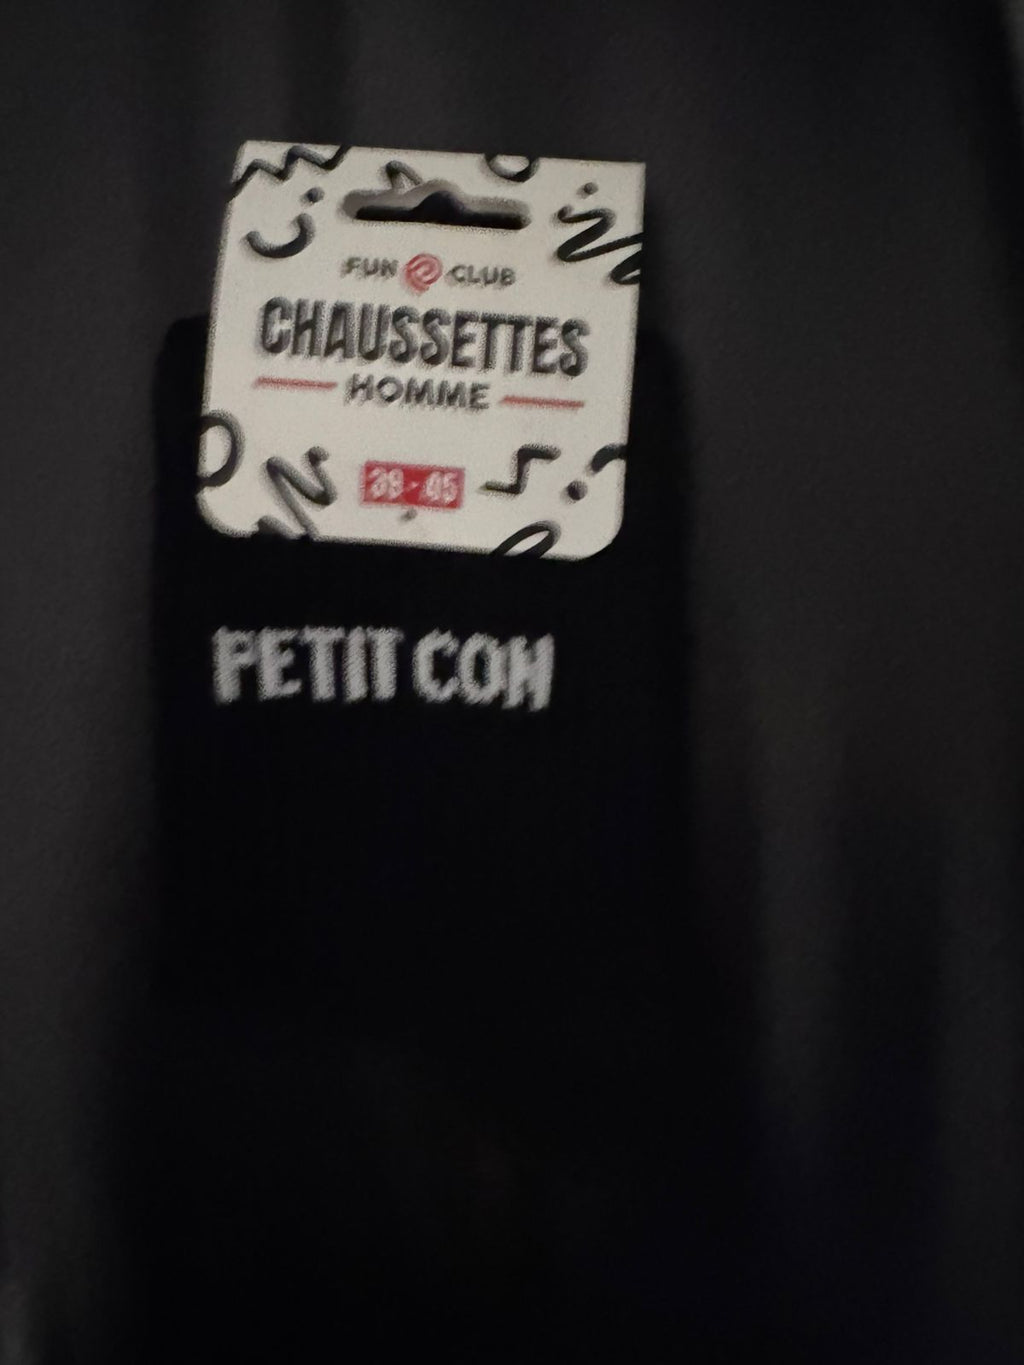 FUN CLUB
CHAUSSETTES
HOMME
39-45
PETIT CON